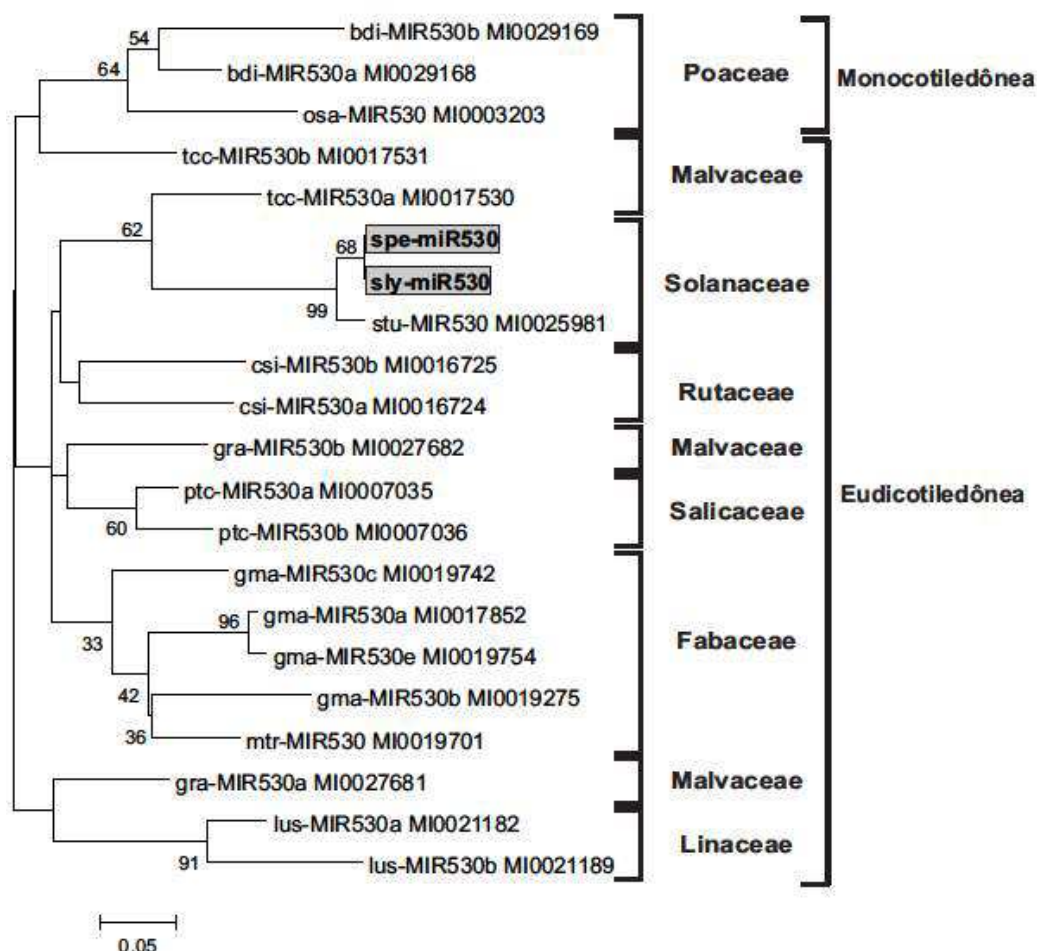 54
bdi-MIR530b MI0029169
64
bdi-MIR530a MI0029168
Poaceae
Monocotiledônea
osa-MIR530 MI0003203
tcc-MIR530b MI0017531
Malvaceae
tcc-MIR530a MI0017530
62
68
spe-miR530
sly-miR530
Solanaceae
99
stu-MIR530 MI0025981
csi-MIR530b MI0016725
Rutaceae
csi-MIR530a MI0016724
gra-MIR530b MI0027682
Malvaceae
ptc-MIR530a MI0007035
Eudicotiledônea
Salicaceae
60
ptc-MIR530b MI0007036
gma-MIR530c MI0019742
96
gma-MIR530a MI0017852
33
Fabaceae
gma-MIR530e MI0019754
42
gma-MIR530b MI0019275
36
mtr-MIR530 MI0019701
gra-MIR530a MI0027681
Malvaceae
lus-MIR530a MI0021182
Linaceae
91
lus-MIR530b MI0021189
0.05